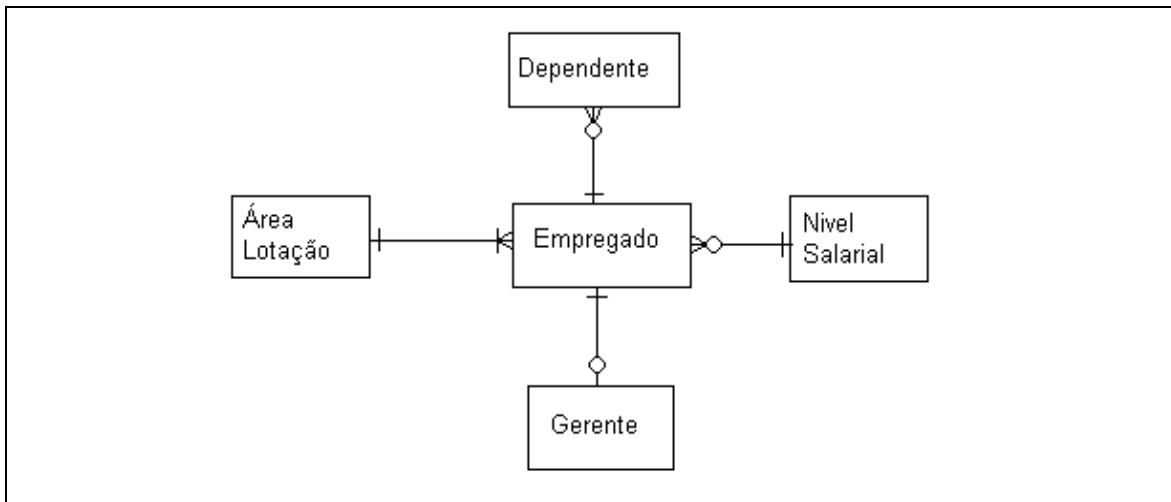 Dependente
Área
Lotação
Empregado
Nivel
Salarial
Gerente